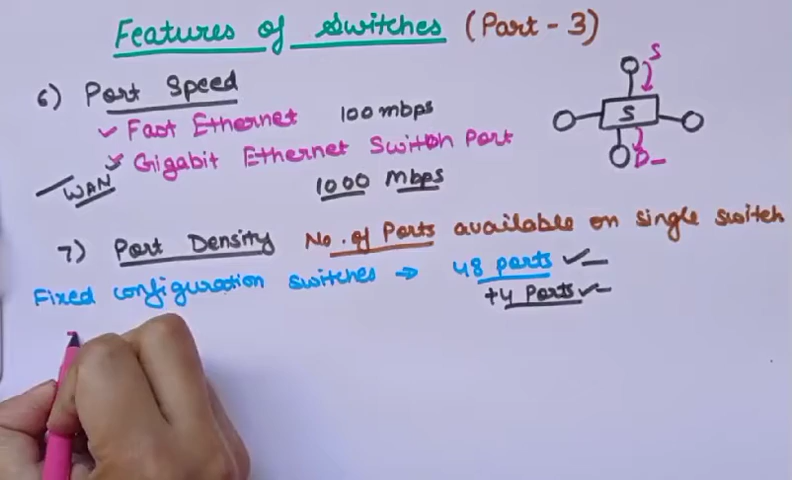 Features of Switches (Part - 3)
6) Port Speed
Fast Ethernet 100 mbps
Gigabit Ethernet Switch Port
WAN
1000 mbps
S
S
D
7) Port Density No. of Ports available on single switch
Fixed configuration switches → 48 ports
+4 Ports